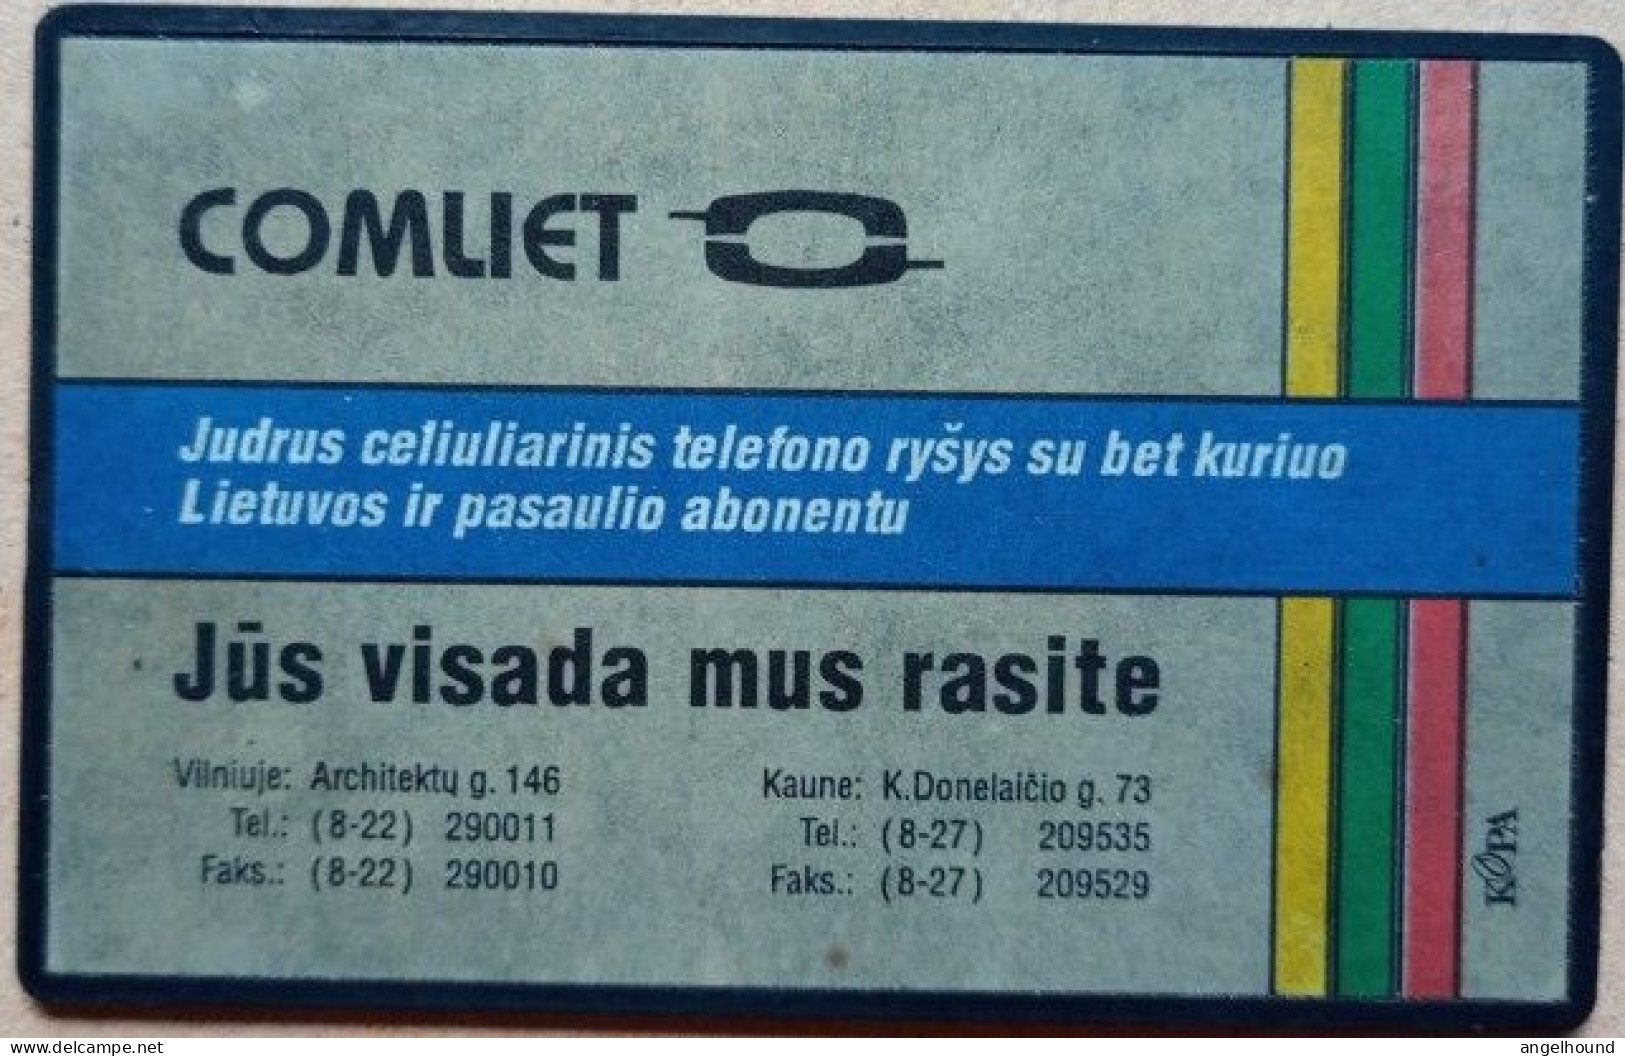 COMLIET
Judrus celiuliarinis telefono ryšys su bet kuriuo
Lietuvos ir pasaulio abonentu
Jūs visada mus rasite
Vilniuje: Architektų g. 146
Tel.: (8-22) 290011
Faks.: (8-22) 290010
Kaune: K.Donelaičio g. 73
Tel.: (8-27) 209535
Faks.: (8-27) 209529
KOPA
www.delcampe.net
angelhound